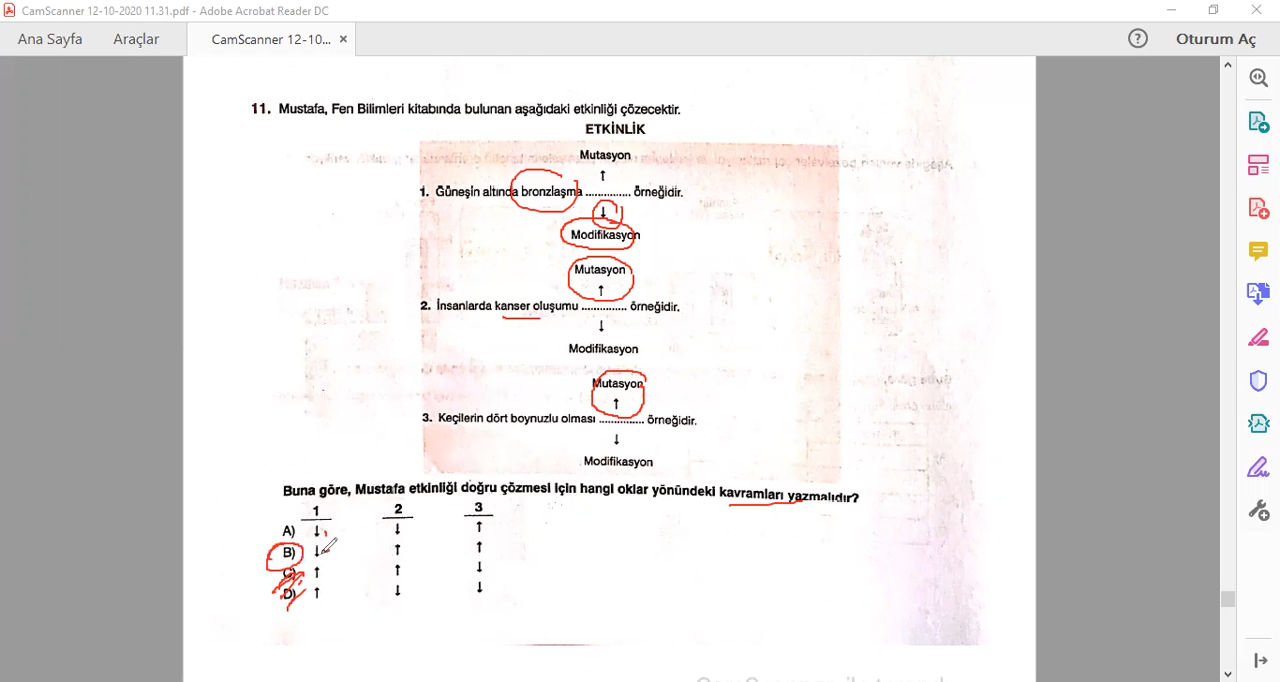 CamScanner 12-10-2020 11.31.pdf - Adobe Acrobat Reader DC
Ana Sayfa Araçlar CamScanner 12-10... × Oturum Aç
11. Mustafa, Fen Bilimleri kitabında bulunan aşağıdaki etkinliği çözecektir.
ETKİNLİK
Mutasyon
↑
1. Güneşin altında bronzlaşma .............. örneğidir.
↓
Modifikasyon
Mutasyon
↑
2. İnsanlarda kanser oluşumu .............. örneğidir.
↓
Modifikasyon
Mutasyon
↑
3. Keçilerin dört boynuzlu olması .............. örneğidir.
↓
Modifikasyon
Buna göre, Mustafa etkinliği doğru çözmesi için hangi oklar yönündeki kavramları yazmalıdır?
1 2 3
A) ↓ ↓ ↑
B) ↓ ↑ ↑
C) ↑ ↑ ↓
D) ↑ ↓ ↓